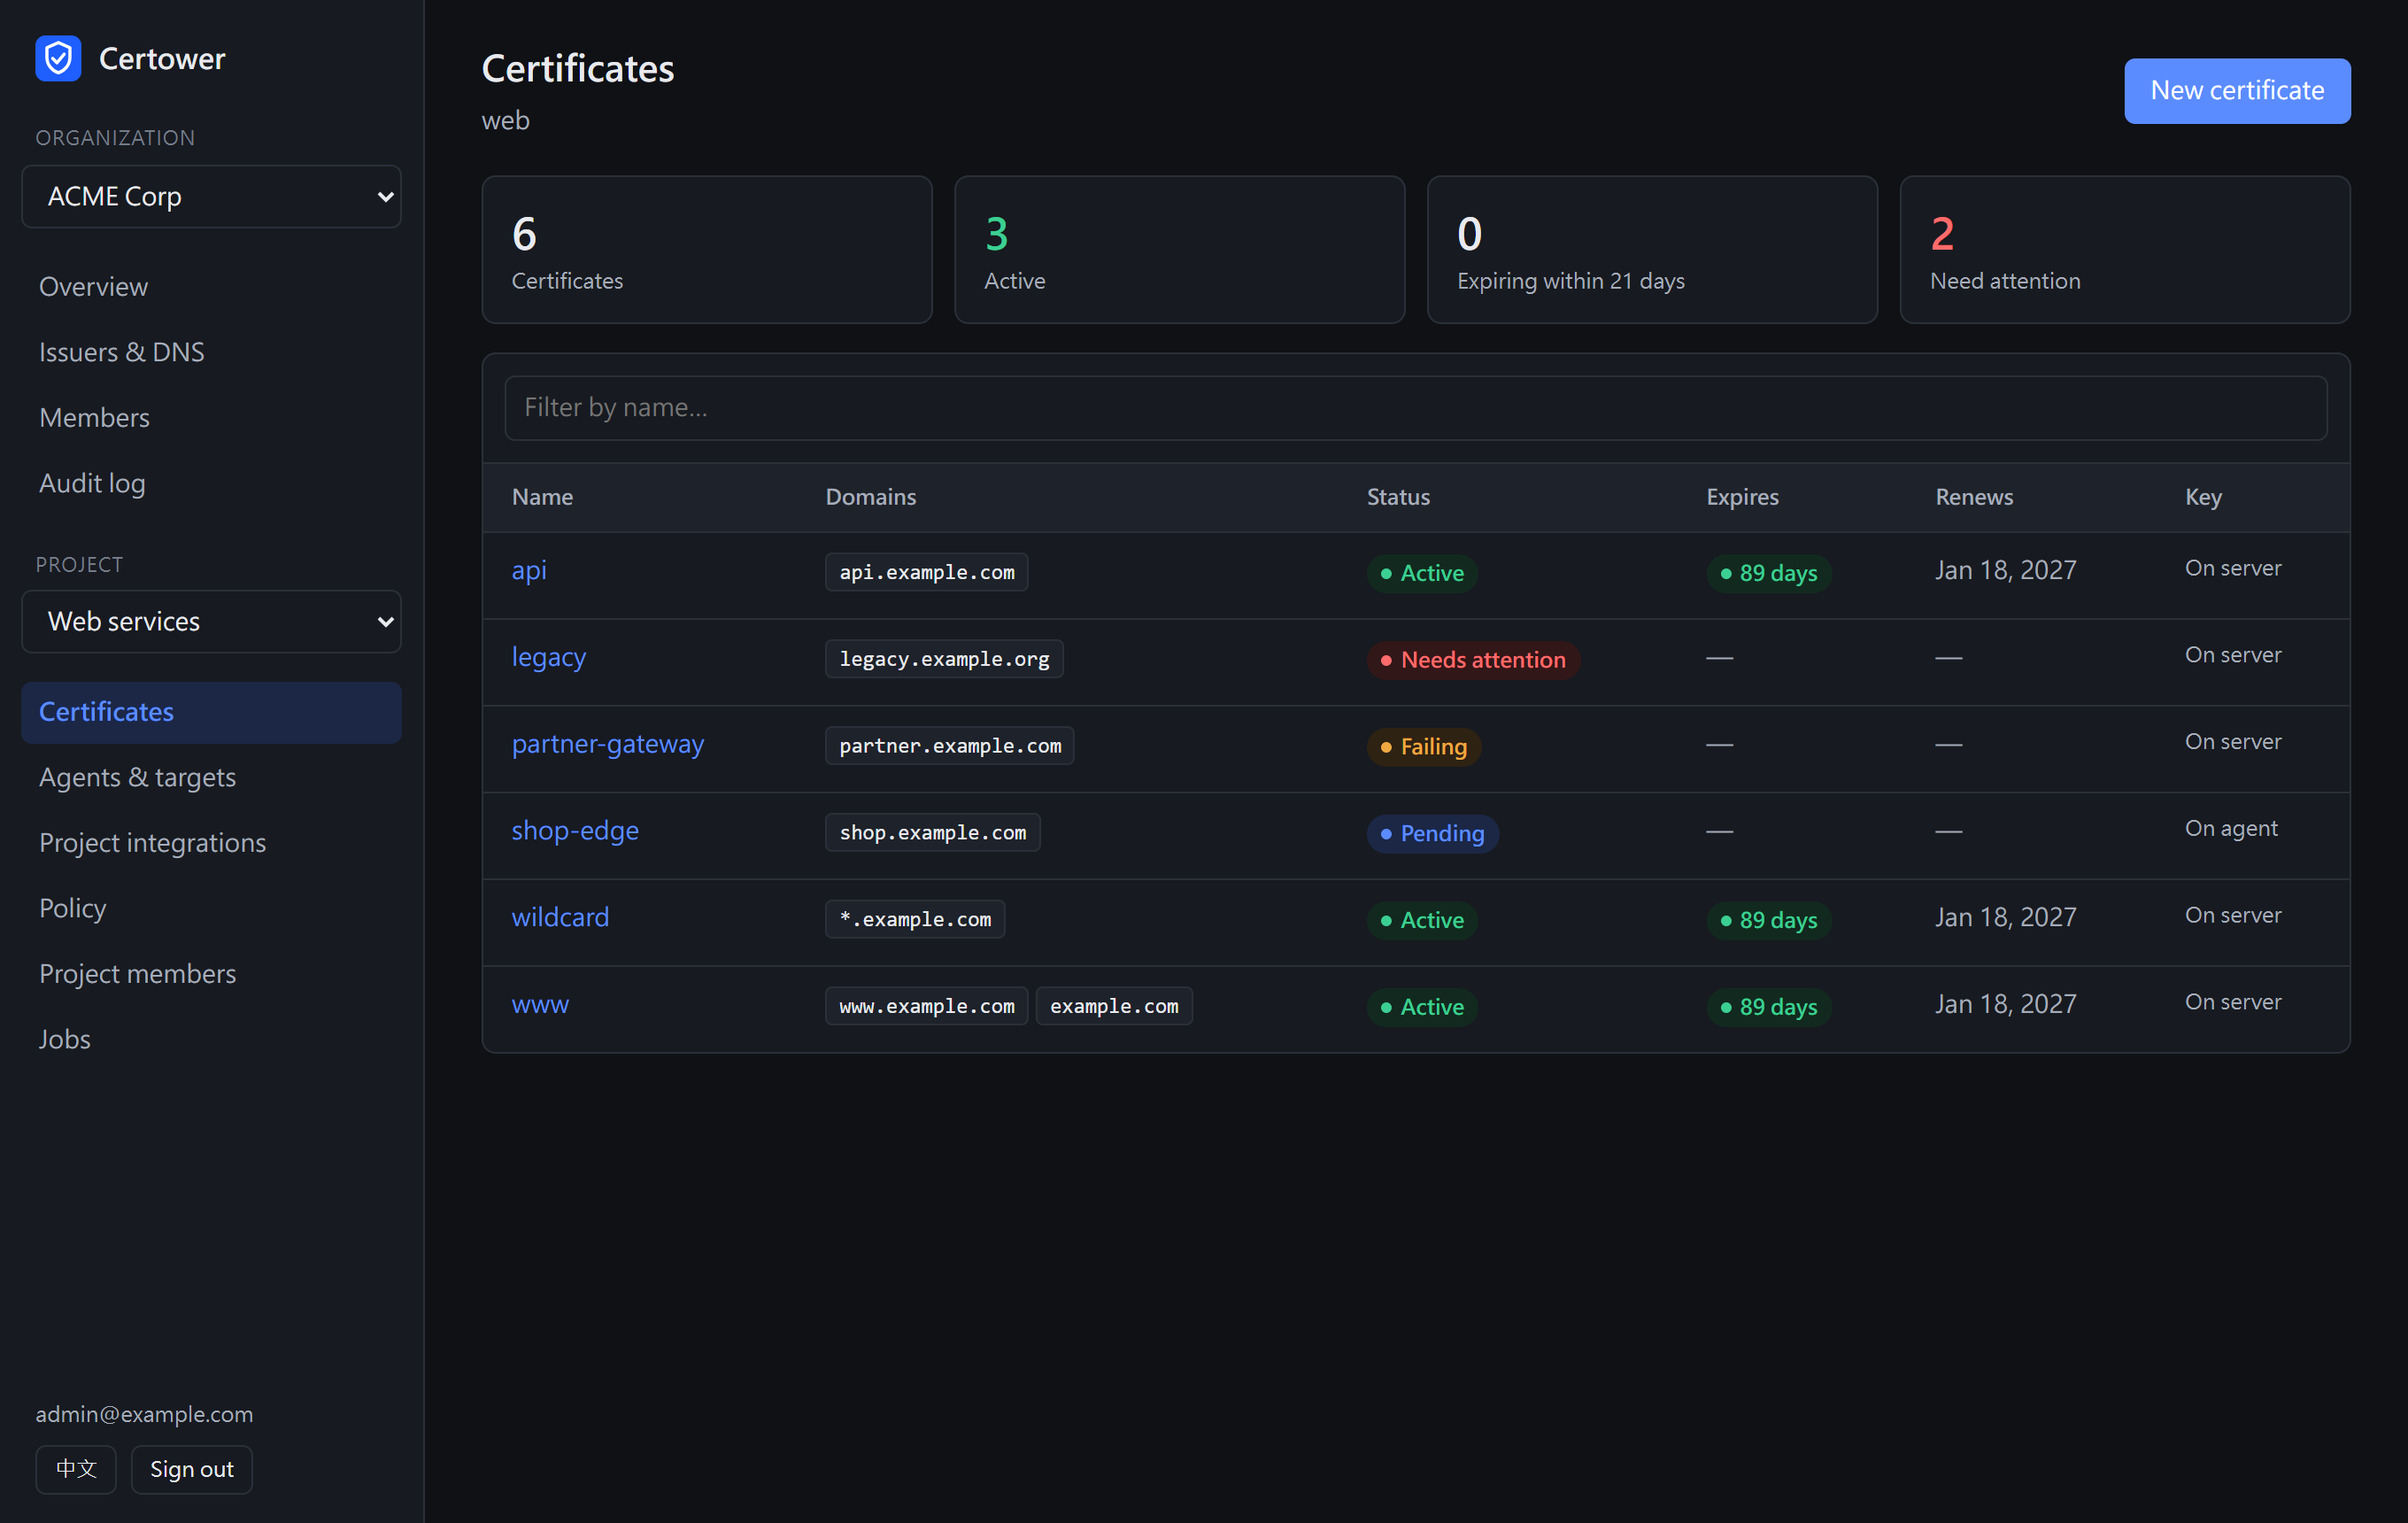 Certower
ORGANIZATION
ACME Corp
Overview
Issuers & DNS
Members
Audit log
PROJECT
Web services
Certificates
Agents & targets
Project integrations
Policy
Project members
Jobs
admin@example.com
中文 Sign out
Certificates
web
New certificate
6
Certificates
3
Active
0
Expiring within 21 days
2
Need attention
Filter by name...
Name Domains Status Expires Renews Key
api api.example.com Active 89 days Jan 18, 2027 On server
legacy legacy.example.org Needs attention — — On server
partner-gateway partner.example.com Failing — — On server
shop-edge shop.example.com Pending — — On agent
wildcard *.example.com Active 89 days Jan 18, 2027 On server
www www.example.com example.com Active 89 days Jan 18, 2027 On server